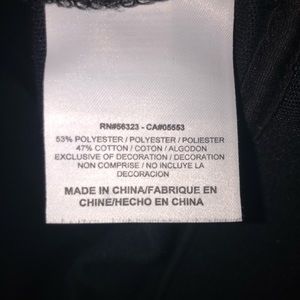 RN#56323 - CA#05553
53% POLYESTER / POLYESTER / POLIESTER
47% COTTON / COTON / ALGODON
EXCLUSIVE OF DECORATION / DECORATION
NON COMPRISE / NO INCLUYE LA
DECORACION
MADE IN CHINA/FABRIQUE EN
CHINE/HECHO EN CHINA